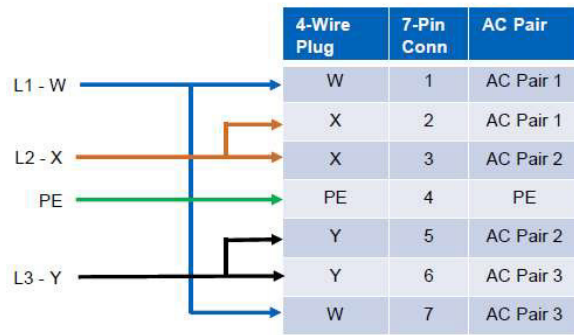 4-Wire Plug 7-Pin Conn AC Pair
L1 - W W 1 AC Pair 1
X 2 AC Pair 1
L2 - X X 3 AC Pair 2
PE PE 4 PE
Y 5 AC Pair 2
L3 - Y Y 6 AC Pair 3
W 7 AC Pair 3